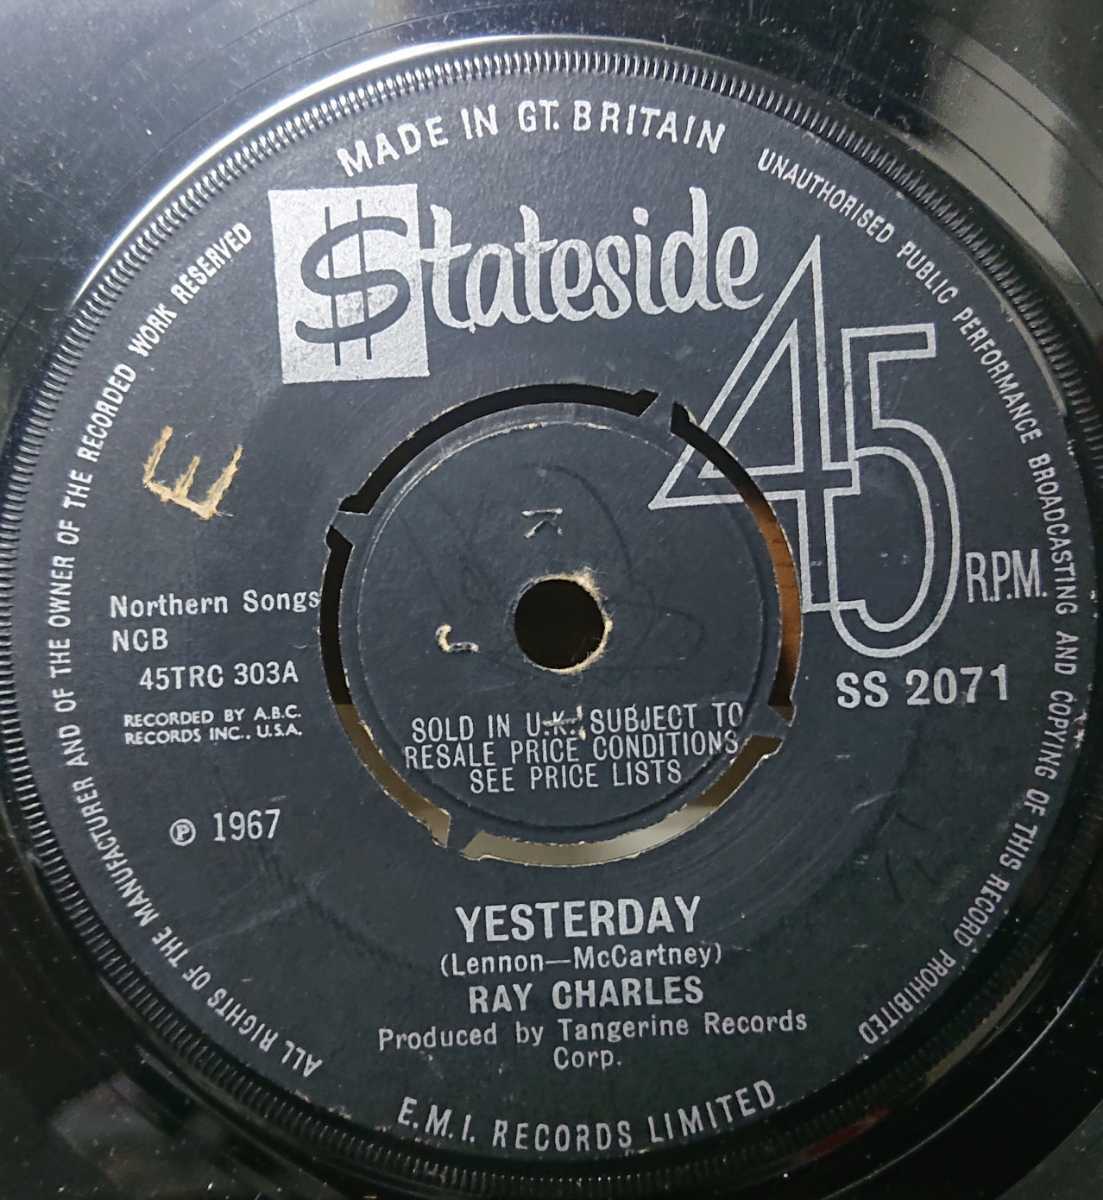 MADE IN GT. BRITAIN
UNAUTHORISED PUBLIC PERFORMANCE BROADCASTING AND COPYING OF THIS RECORD PROHIBITED
ALL RIGHTS OF THE MANUFACTURER AND OF THE OWNER OF THE RECORDED WORK RESERVED
$tateside
45
R.P.M.
E
K
Northern Songs
NCB
45TRC 303A
RECORDED BY A.B.C.
RECORDS INC., U.S.A.
SS 2071
SOLD IN U.K. SUBJECT TO
RESALE PRICE CONDITIONS
SEE PRICE LISTS
℗ 1967
YESTERDAY
(Lennon—McCartney)
RAY CHARLES
Produced by Tangerine Records
Corp.
E.M.I. RECORDS LIMITED